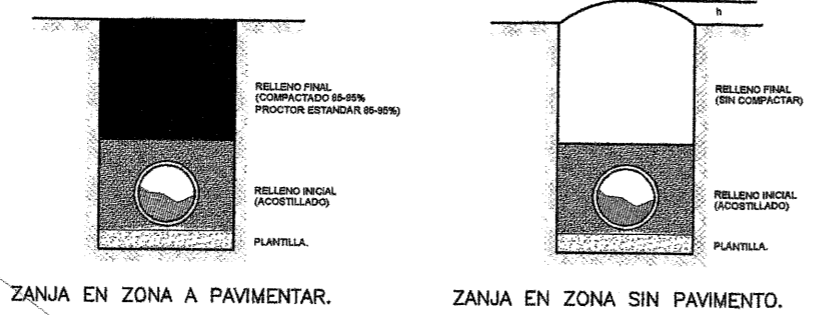 RELLENO FINAL
(COMPACTADO 85-95%
PROCTOR ESTANDAR 85-95%)
RELLENO INICIAL
(ACOSTILLADO)
PLANTILLA.
ZANJA EN ZONA A PAVIMENTAR.
h
RELLENO FINAL
(SIN COMPACTAR)
RELLENO INICIAL
(ACOSTILLADO)
PLANTILLA.
ZANJA EN ZONA SIN PAVIMENTO.